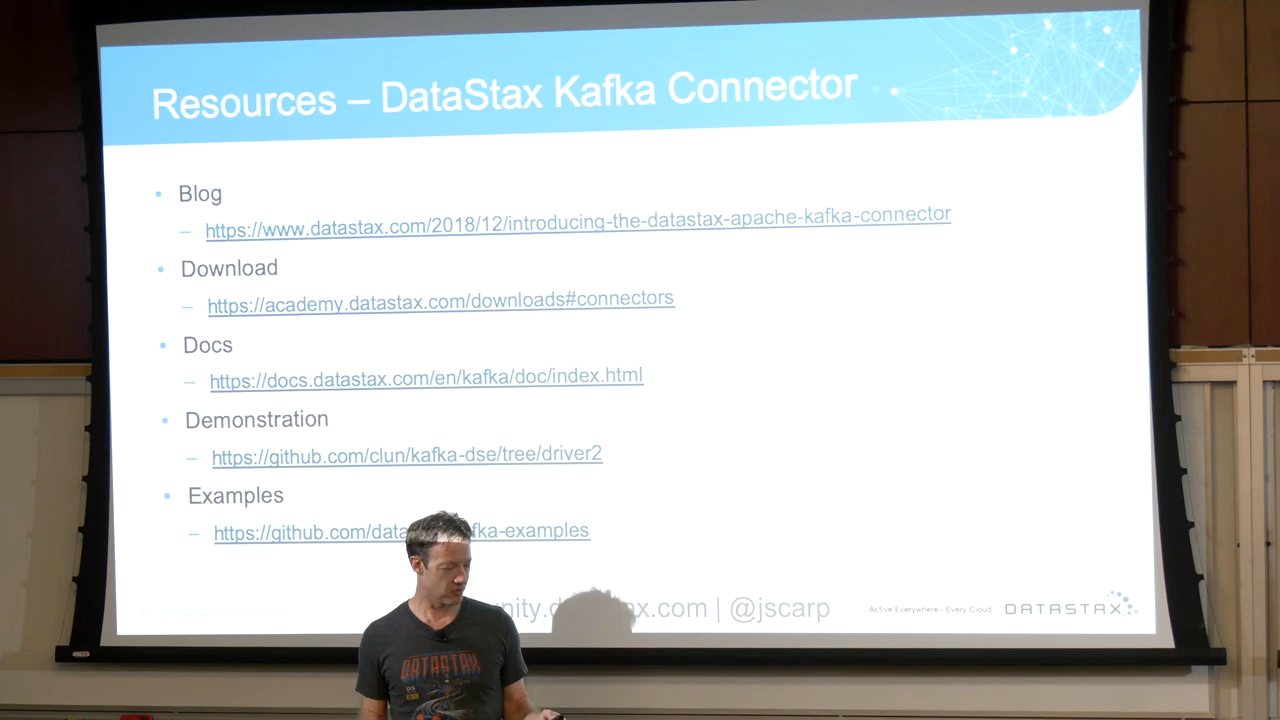 Resources – DataStax Kafka Connector
• Blog
– https://www.datastax.com/2018/12/introducing-the-datastax-apache-kafka-connector
• Download
– https://academy.datastax.com/downloads#connectors
• Docs
– https://docs.datastax.com/en/kafka/doc/index.html
• Demonstration
– https://github.com/clun/kafka-dse/tree/driver2
• Examples
– https://github.com/data fka-examples
nity.d x.com | @jscarp
Active Everywhere - Every Cloud DATASTAX
DATASTAX